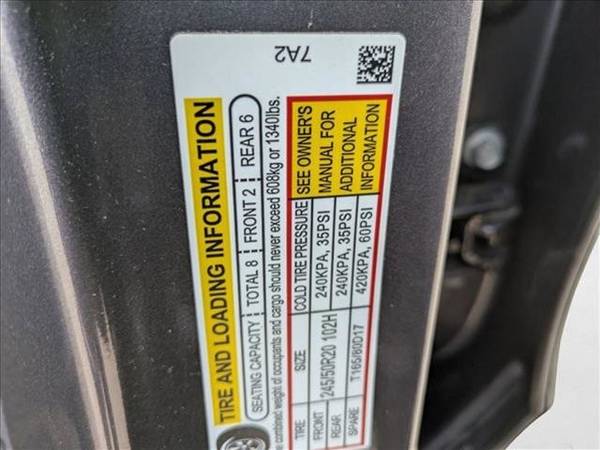 7A2
TIRE AND LOADING INFORMATION
SEATING CAPACITY | TOTAL 8 | FRONT 2 | REAR 6
combined weight of occupants and cargo should never exceed 608kg or 1340lbs.
TIRE SIZE COLD TIRE PRESSURE SEE OWNER'S
FRONT 245/50R20 102H 240KPA, 35PSI MANUAL FOR
REAR 240KPA, 35PSI ADDITIONAL
SPARE T165/80D17 420KPA, 60PSI INFORMATION